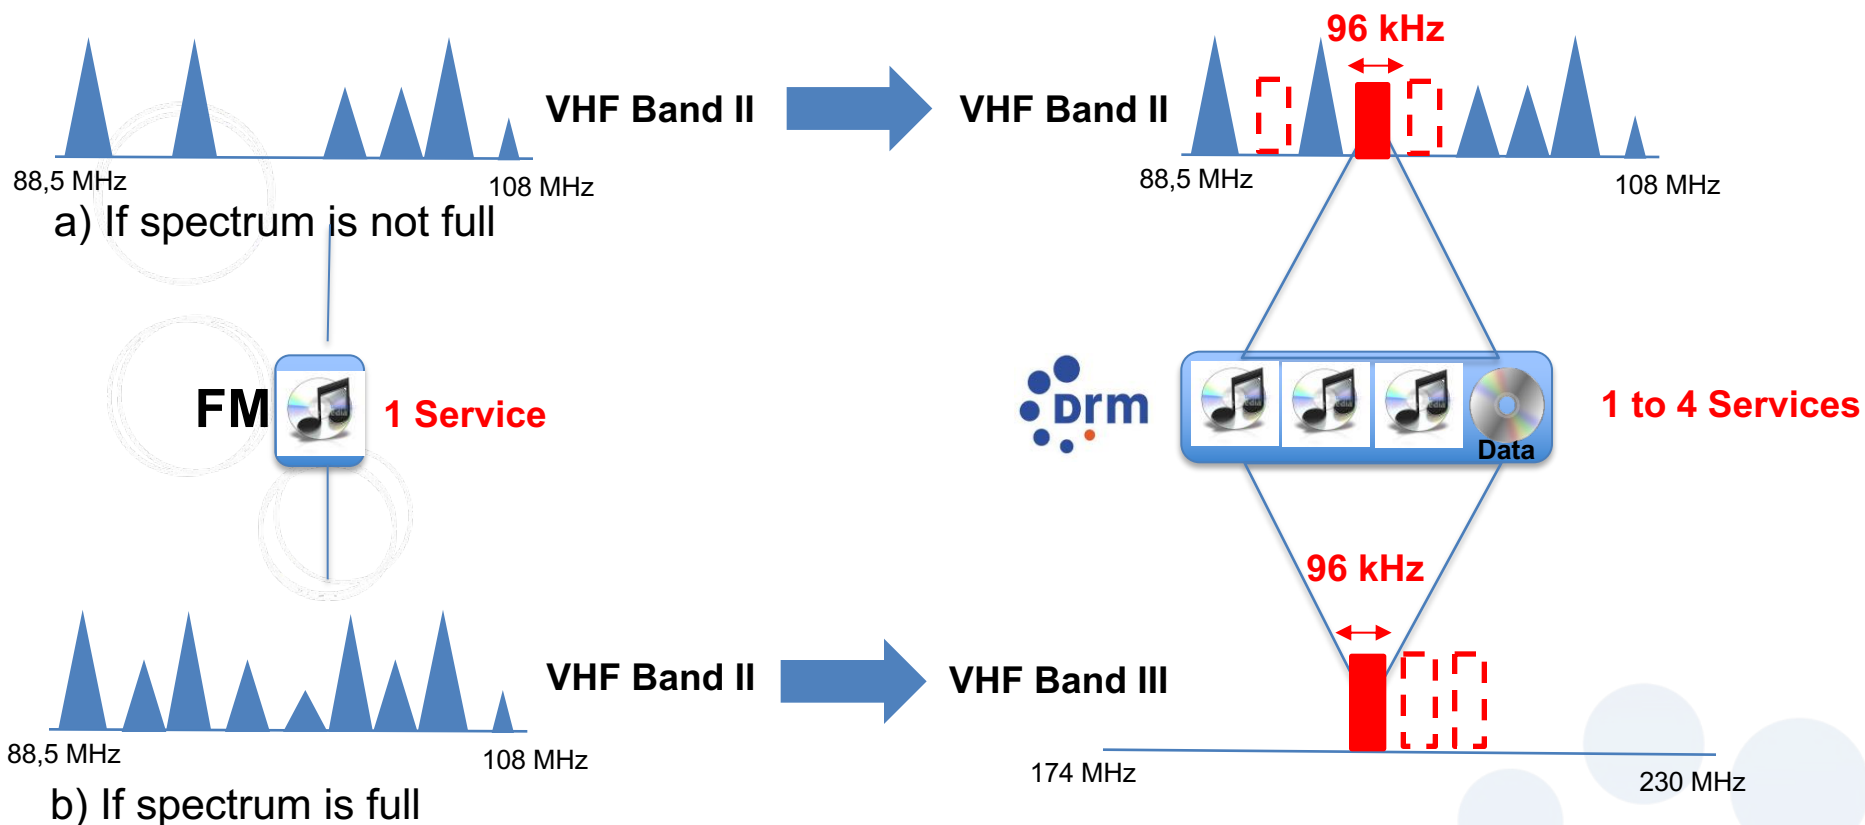 96 kHz
VHF Band II
VHF Band II
88,5 MHz
108 MHz
88,5 MHz
108 MHz
a) If spectrum is not full
FM
1 Service
Drm
Data
1 to 4 Services
96 kHz
VHF Band II
VHF Band III
88,5 MHz
108 MHz
174 MHz
230 MHz
b) If spectrum is full